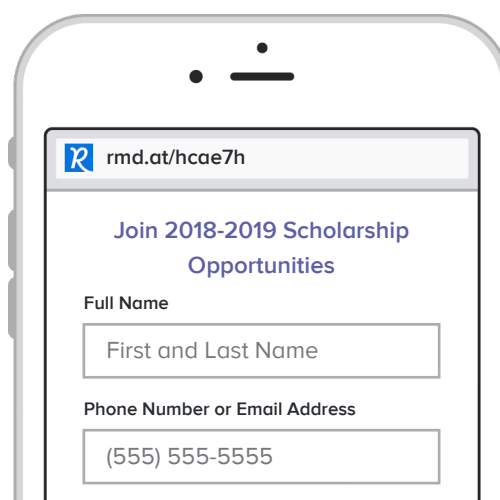 R rmd.at/hcae7h
Join 2018-2019 Scholarship
Opportunities
Full Name
First and Last Name
Phone Number or Email Address
(555) 555-5555